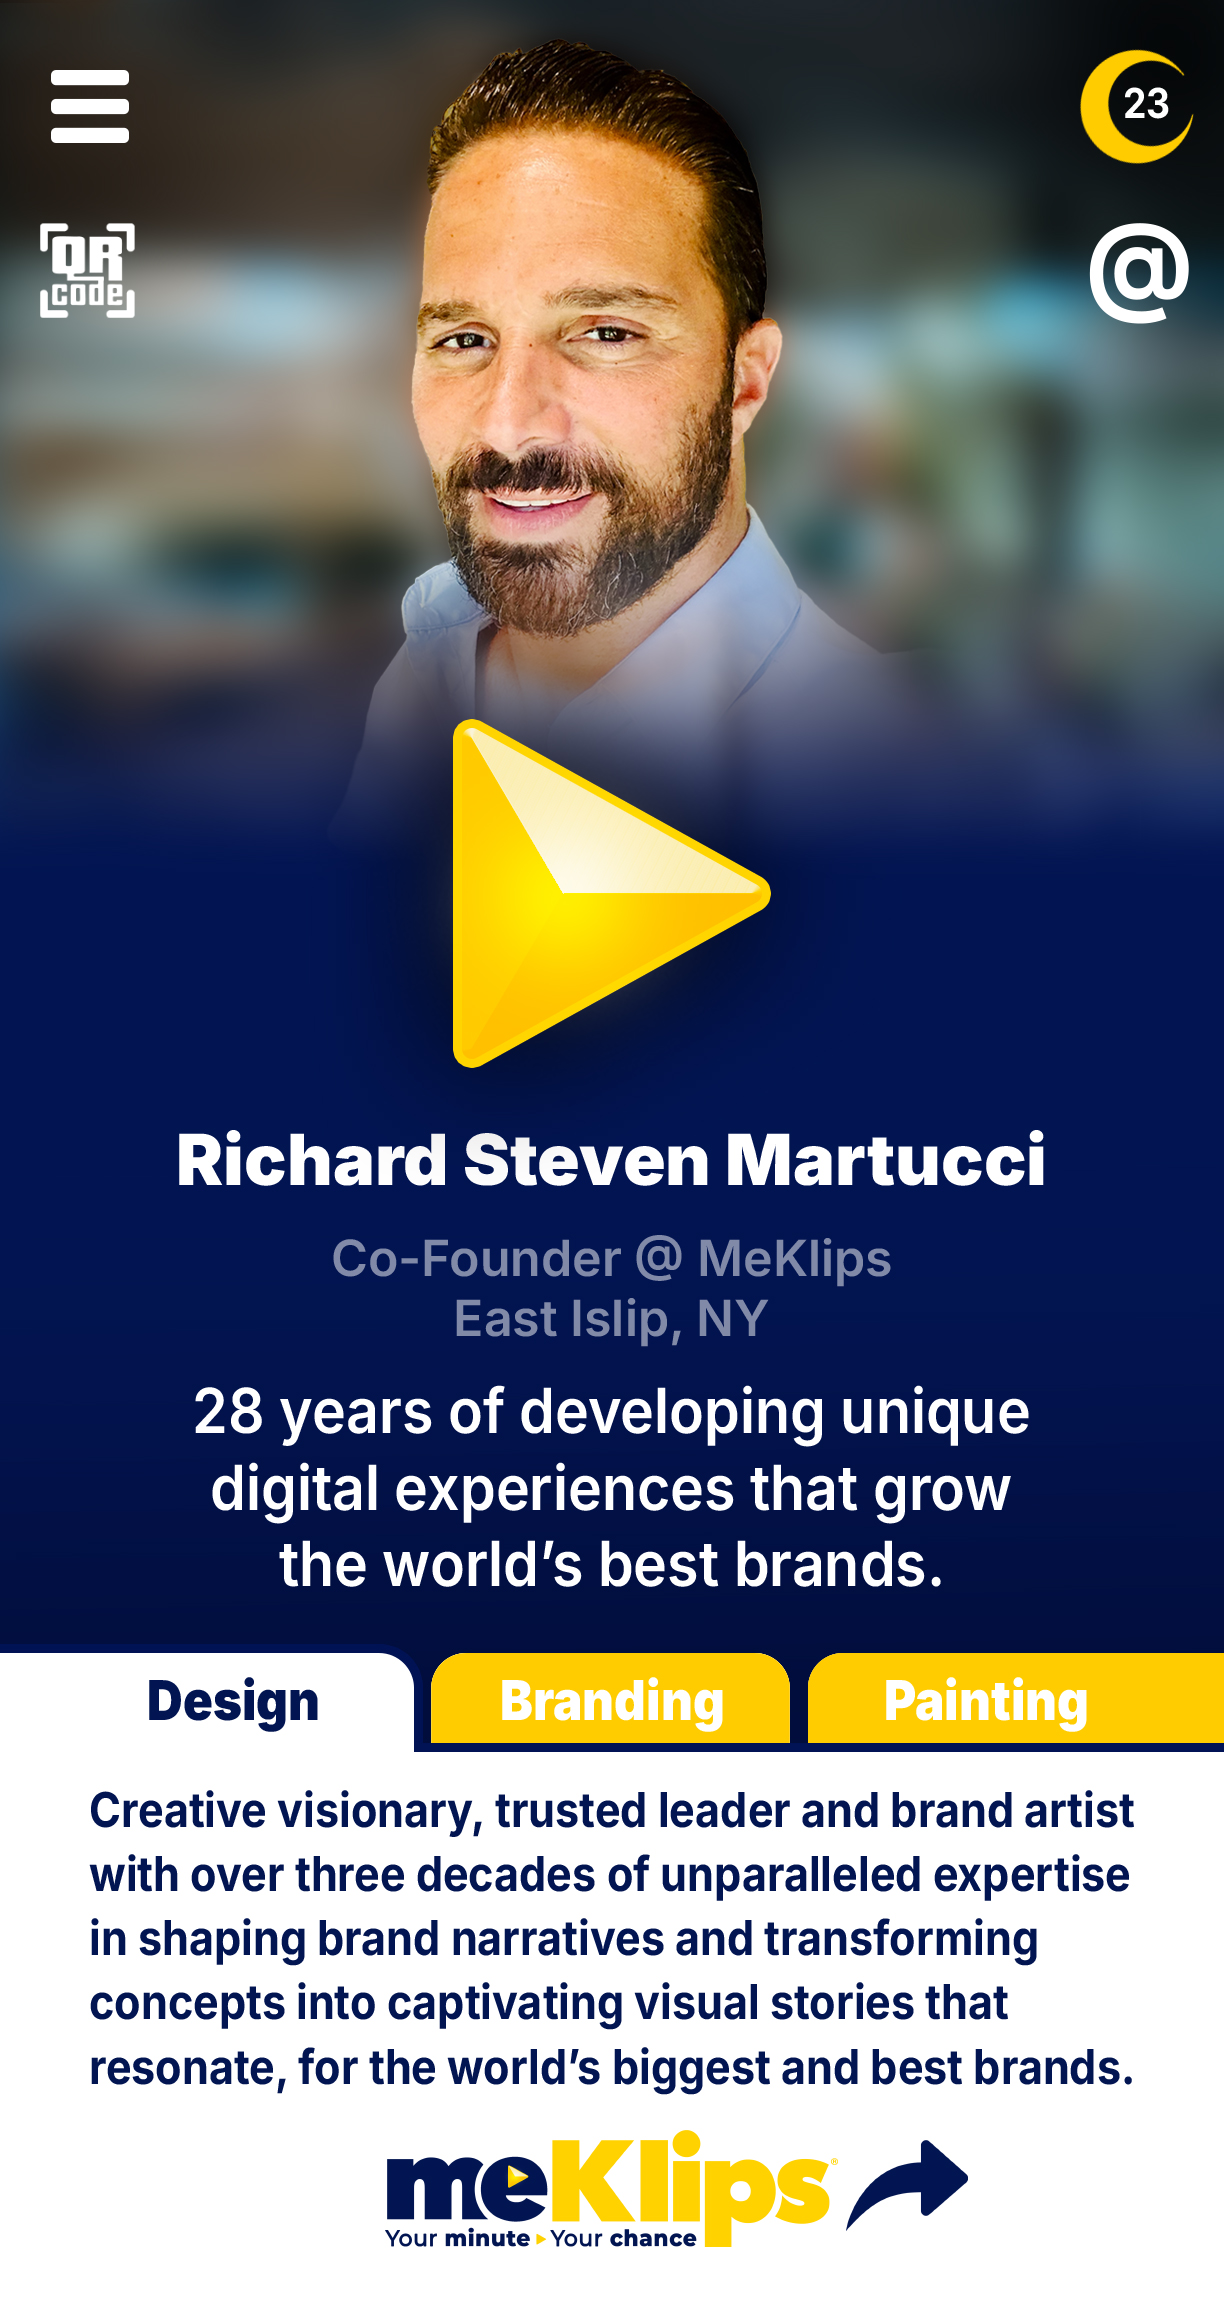 23
QR
code
@
Richard Steven Martucci
Co-Founder @ MeKlips
East Islip, NY
28 years of developing unique
digital experiences that grow
the world’s best brands.
Design
Branding
Painting
Creative visionary, trusted leader and brand artist
with over three decades of unparalleled expertise
in shaping brand narratives and transforming
concepts into captivating visual stories that
resonate, for the world’s biggest and best brands.
meKlips®
Your minute Your chance